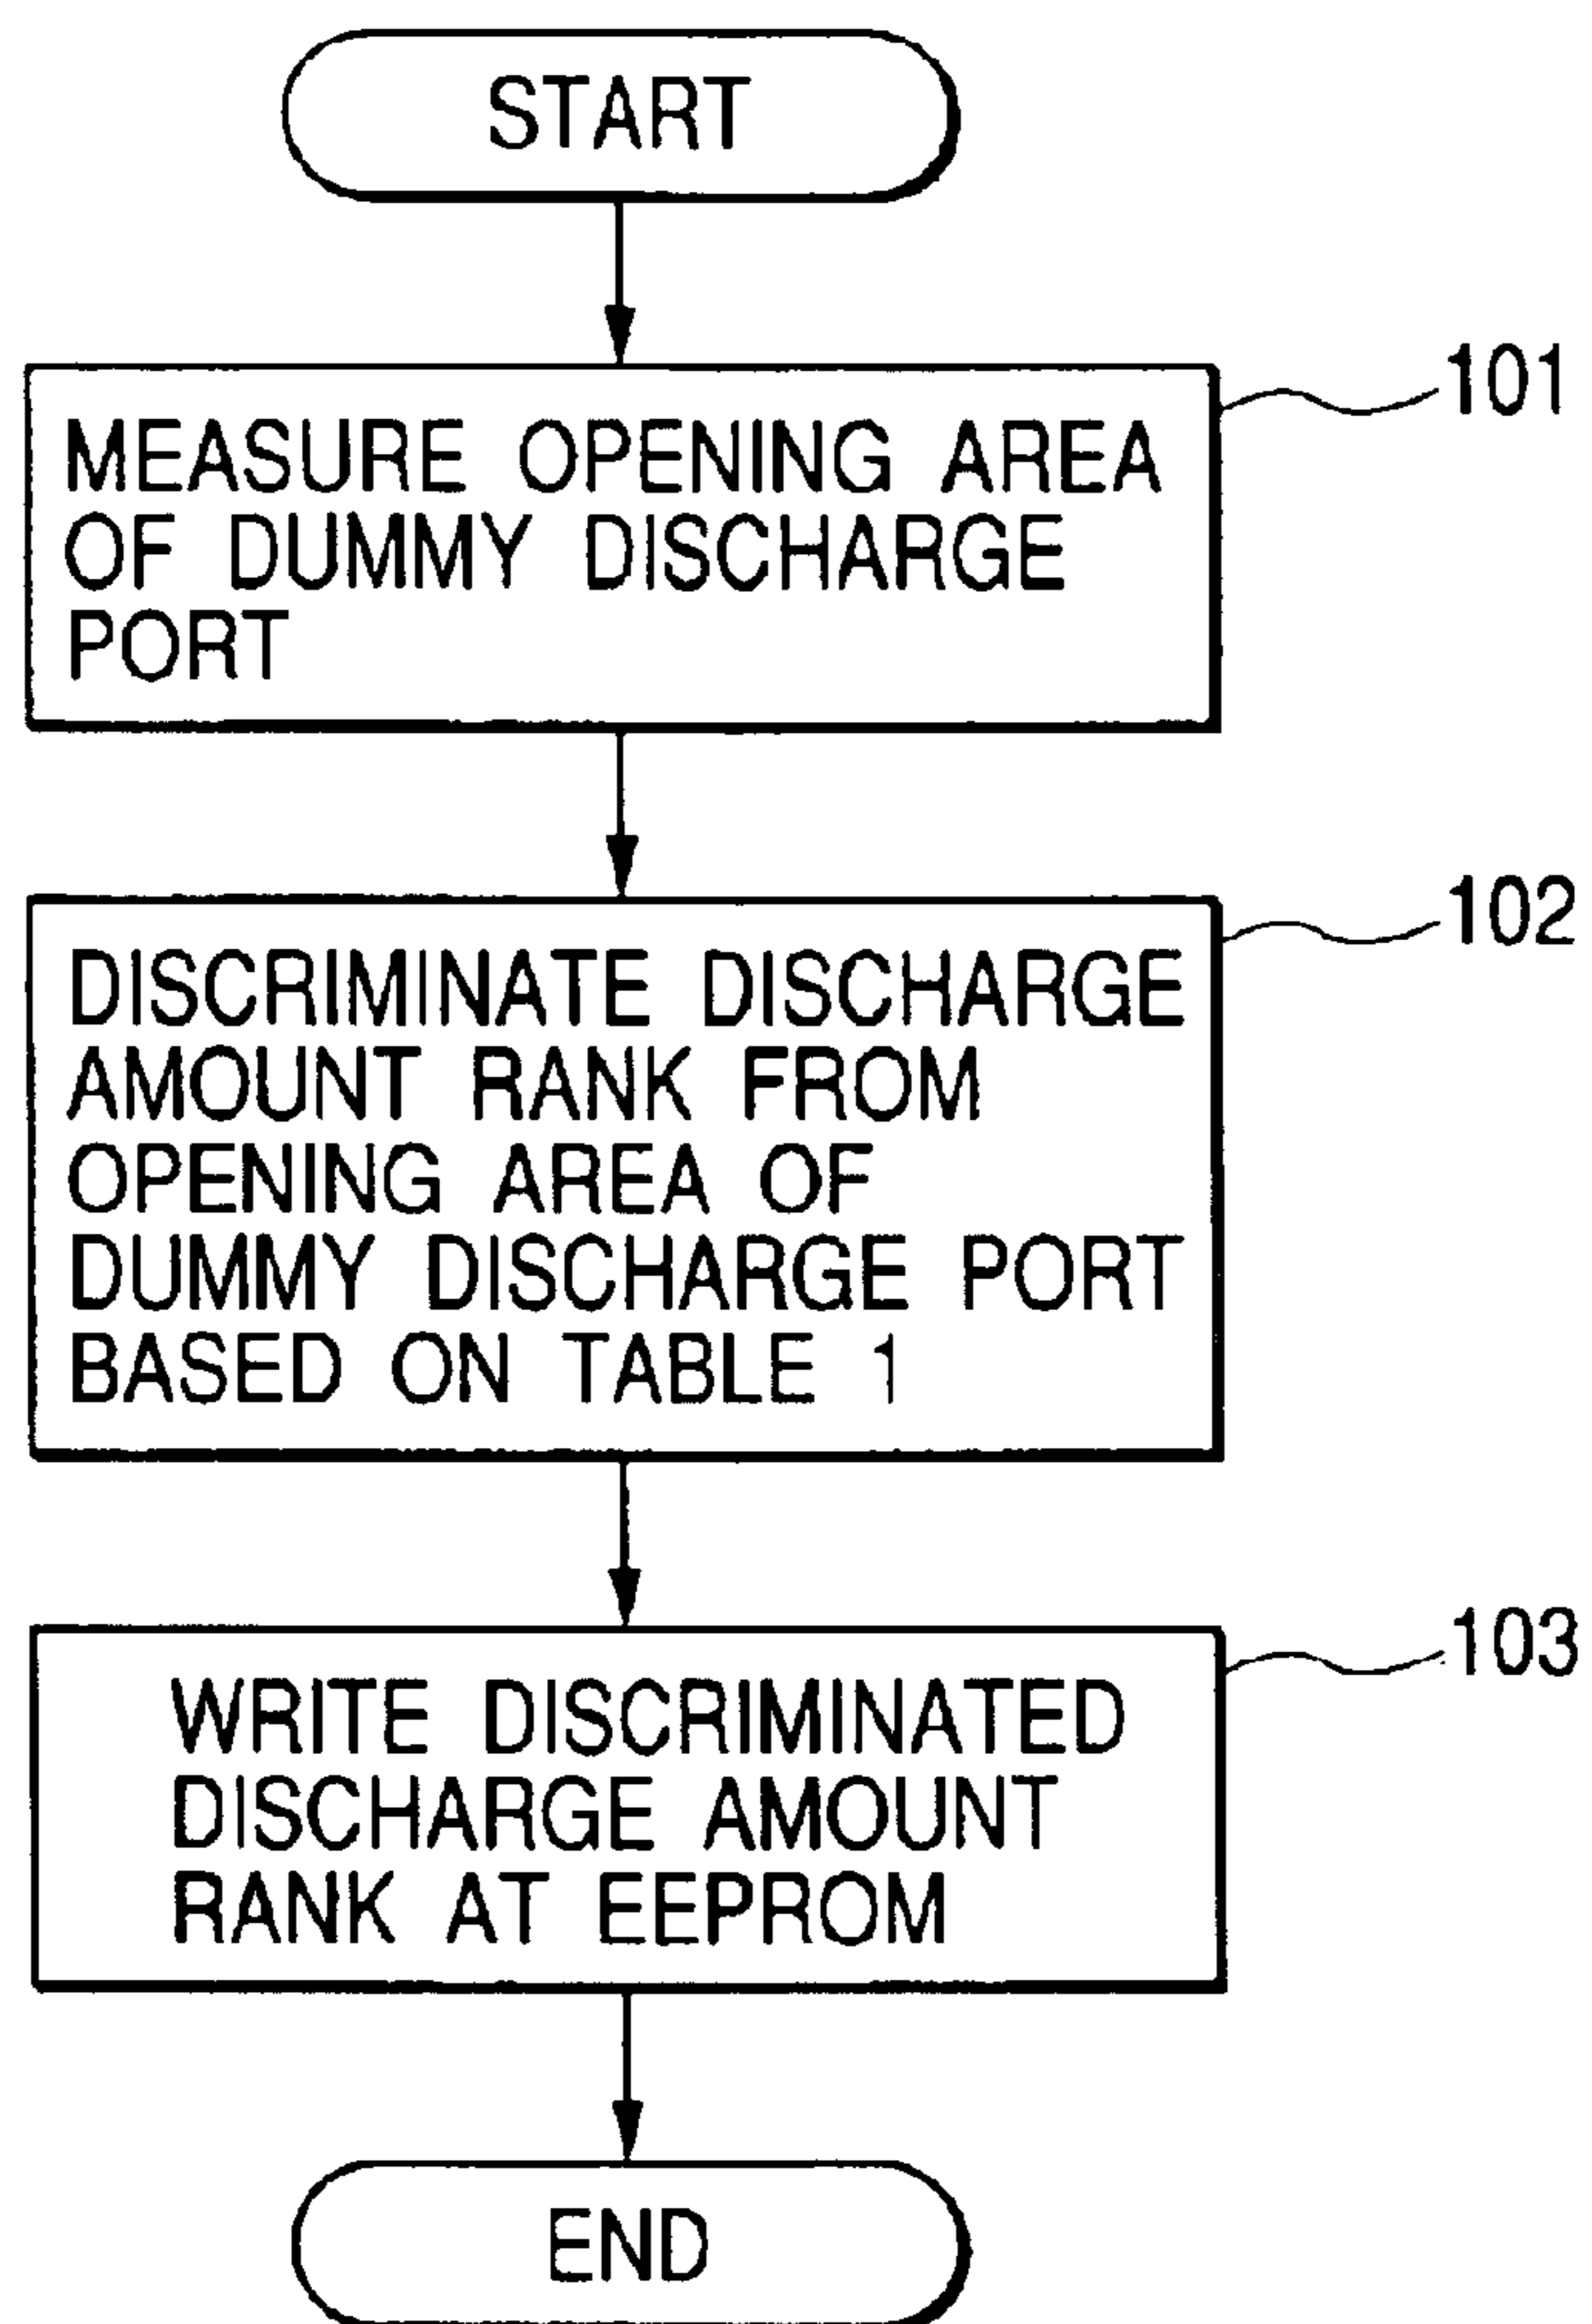 START
101
MEASURE OPENING AREA
OF DUMMY DISCHARGE
PORT
102
DISCRIMINATE DISCHARGE
AMOUNT RANK FROM
OPENING AREA OF
DUMMY DISCHARGE PORT
BASED ON TABLE 1
103
WRITE DISCRIMINATED
DISCHARGE AMOUNT
RANK AT EEPROM
END